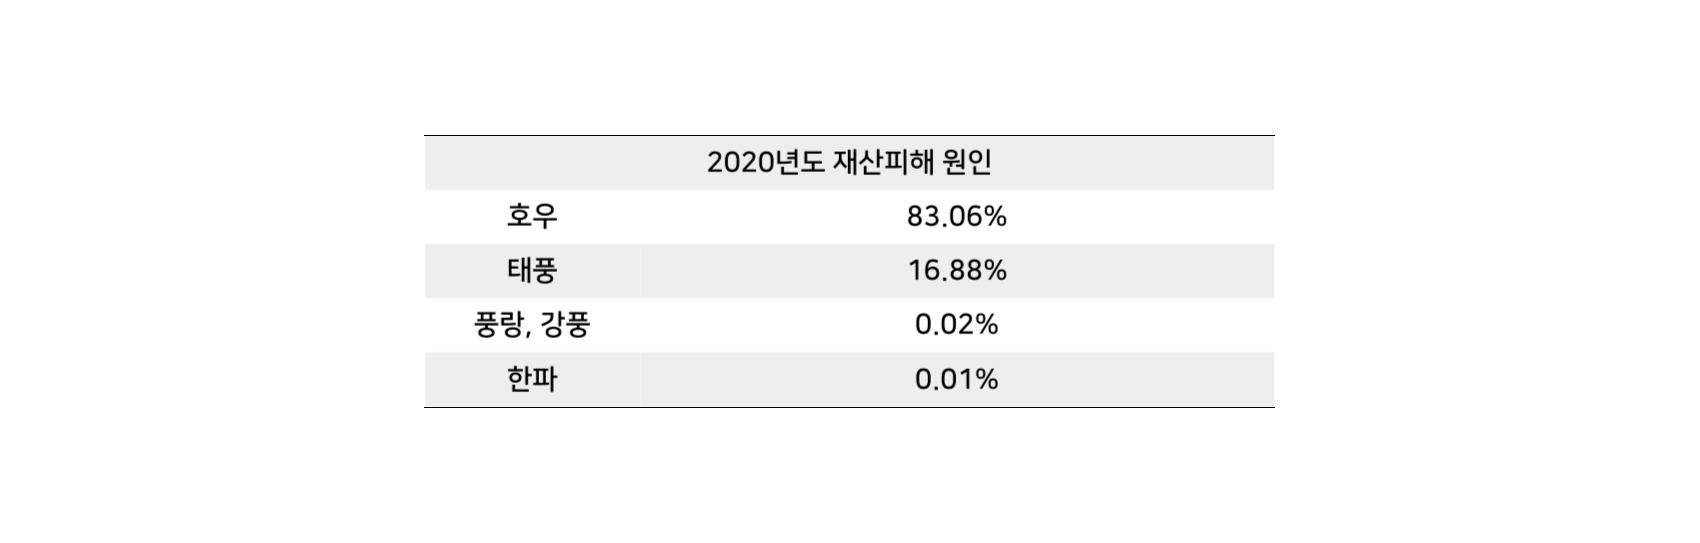 2020년도 재산피해 원인
호우 83.06%
태풍 16.88%
풍랑, 강풍 0.02%
한파 0.01%